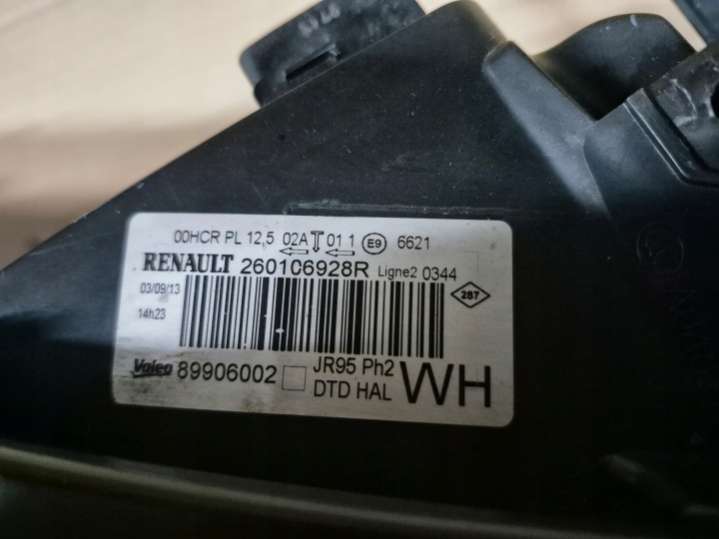 00HCR PL 12,5 02A T 01 1 E9 6621
RENAULT 260106928R Ligne2 0344
03/09/13
287
14h23
Valeo 89906002 JR95 Ph2
DTD HAL WH